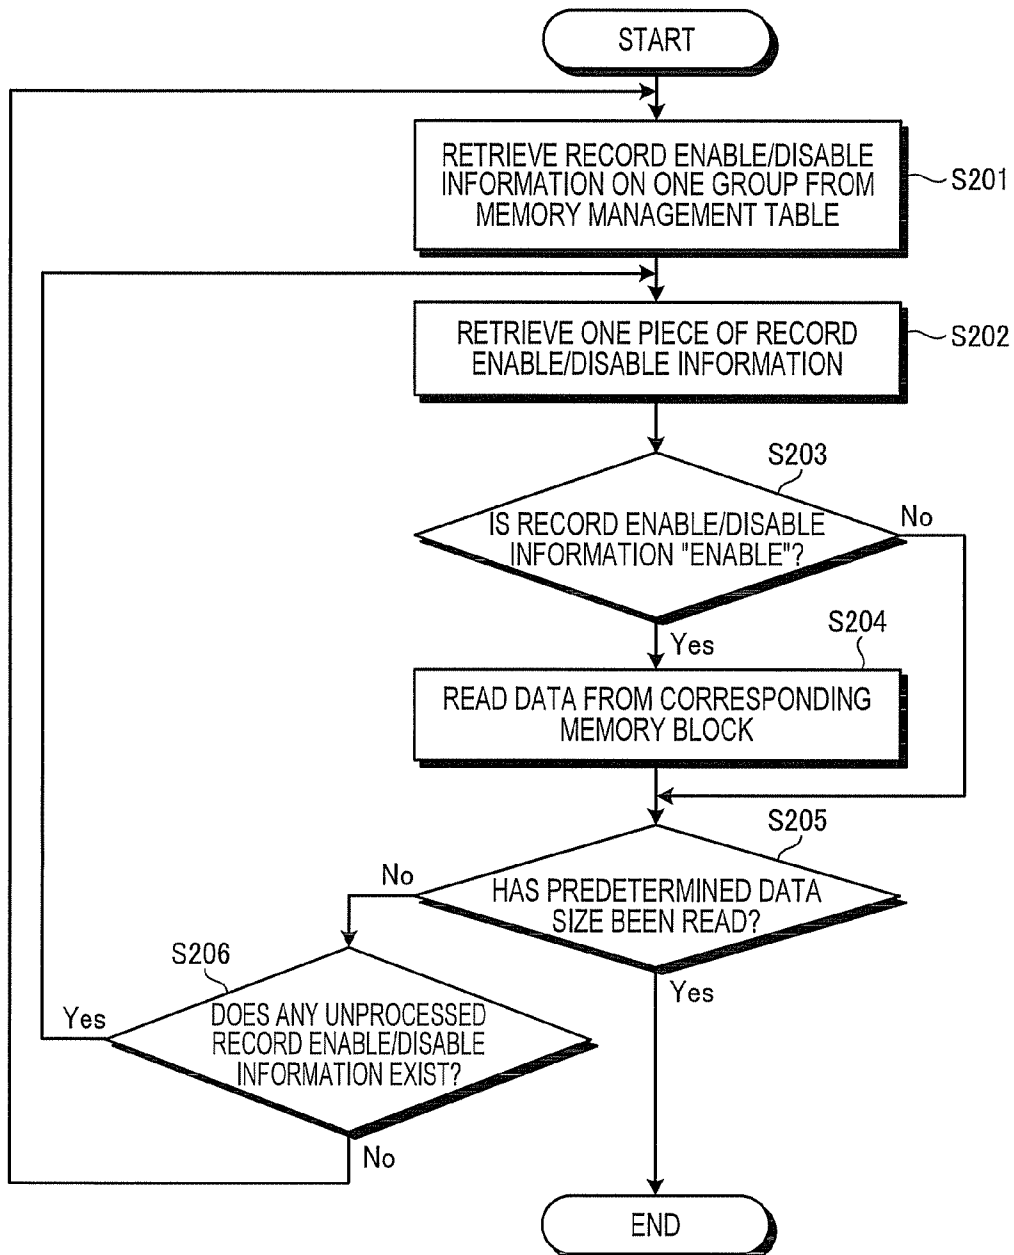 START
RETRIEVE RECORD ENABLE/DISABLE
INFORMATION ON ONE GROUP FROM
MEMORY MANAGEMENT TABLE
S201
RETRIEVE ONE PIECE OF RECORD
ENABLE/DISABLE INFORMATION
S202
S203
IS RECORD ENABLE/DISABLE
INFORMATION "ENABLE"?
No
Yes
S204
READ DATA FROM CORRESPONDING
MEMORY BLOCK
S205
No
HAS PREDETERMINED DATA
SIZE BEEN READ?
Yes
S206
Yes
DOES ANY UNPROCESSED
RECORD ENABLE/DISABLE
INFORMATION EXIST?
No
END